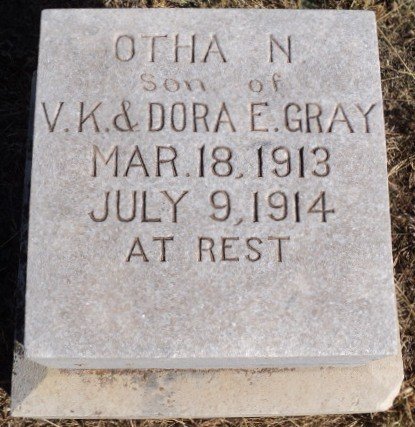 OTHA N.
Son of
V.K.& DORA E.GRAY
MAR.18,1913
JULY 9,1914
AT REST